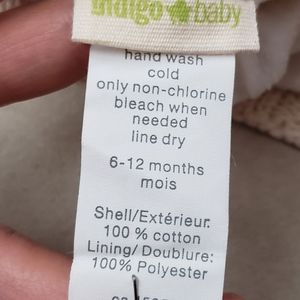 indigo baby
hand wash
cold
only non-chlorine
bleach when
needed
line dry
6-12 months
mois
Shell/Extérieur:
100 % cotton
Lining/ Doublure:
100% Polyester